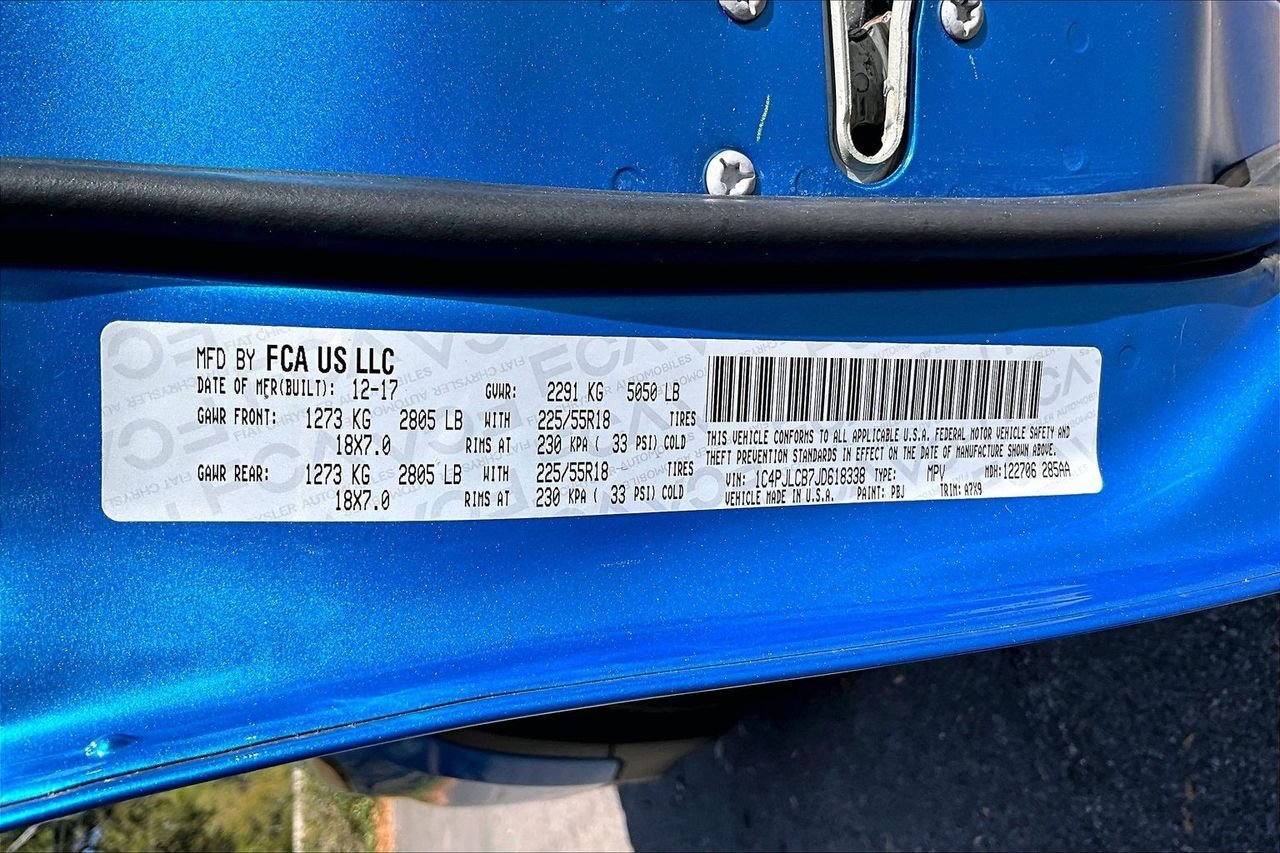 MFD BY FCA US LLC
DATE OF MFR(BUILT): 12-17 GVWR: 2291 KG 5050 LB
GAWR FRONT: 1273 KG 2805 LB WITH 225/55R18 TIRES
18X7.0 RIMS AT 230 KPA ( 33 PSI) COLD
GAWR REAR: 1273 KG 2805 LB WITH 225/55R18 TIRES
18X7.0 RIMS AT 230 KPA ( 33 PSI) COLD
THIS VEHICLE CONFORMS TO ALL APPLICABLE U.S.A. FEDERAL MOTOR VEHICLE SAFETY AND
THEFT PREVENTION STANDARDS IN EFFECT ON THE DATE OF MANUFACTURE SHOWN ABOVE.
VIN: 1C4PJLCB7JD618338 TYPE: MPV MDH: 122706 285AA
VEHICLE MADE IN U.S.A. PAINT: PBJ TRIM: A7X9